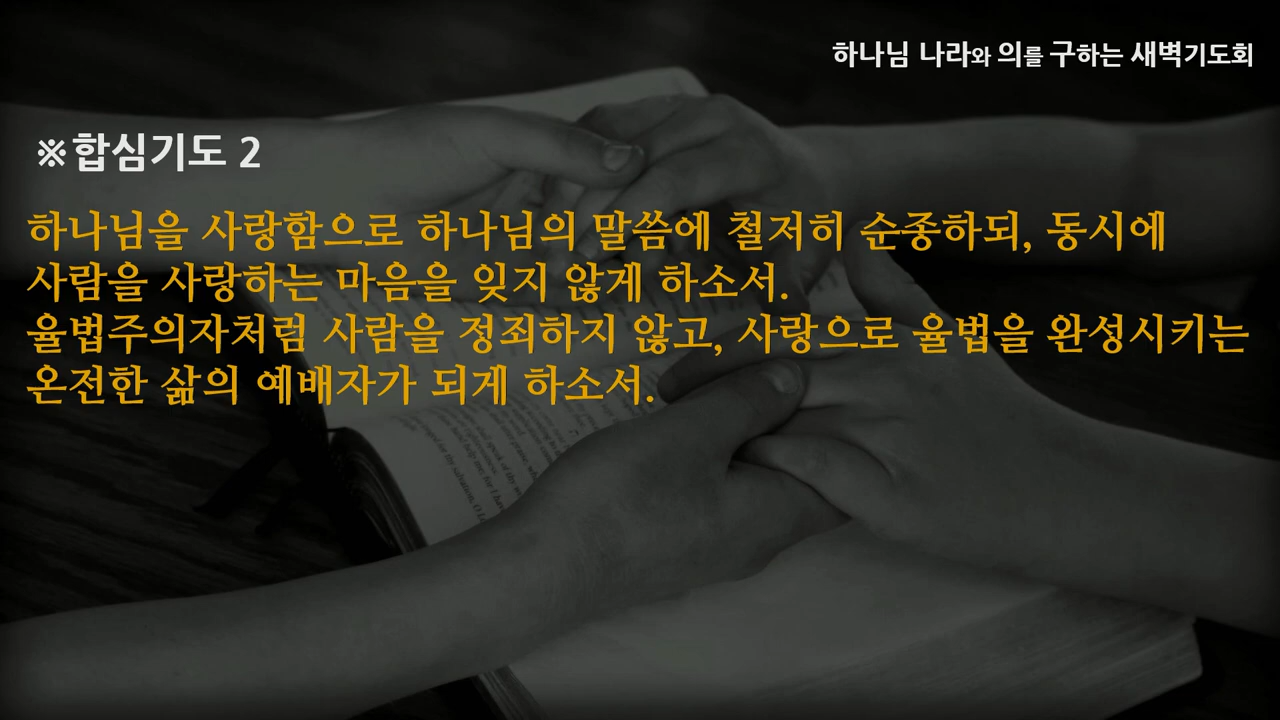 하나님 나라와 의를 구하는 새벽기도회
※합심기도 2
하나님을 사랑함으로 하나님의 말씀에 철저히 순종하되, 동시에
사람을 사랑하는 마음을 잊지 않게 하소서.
율법주의자처럼 사람을 정죄하지 않고, 사랑으로 율법을 완성시키는
온전한 삶의 예배자가 되게 하소서.